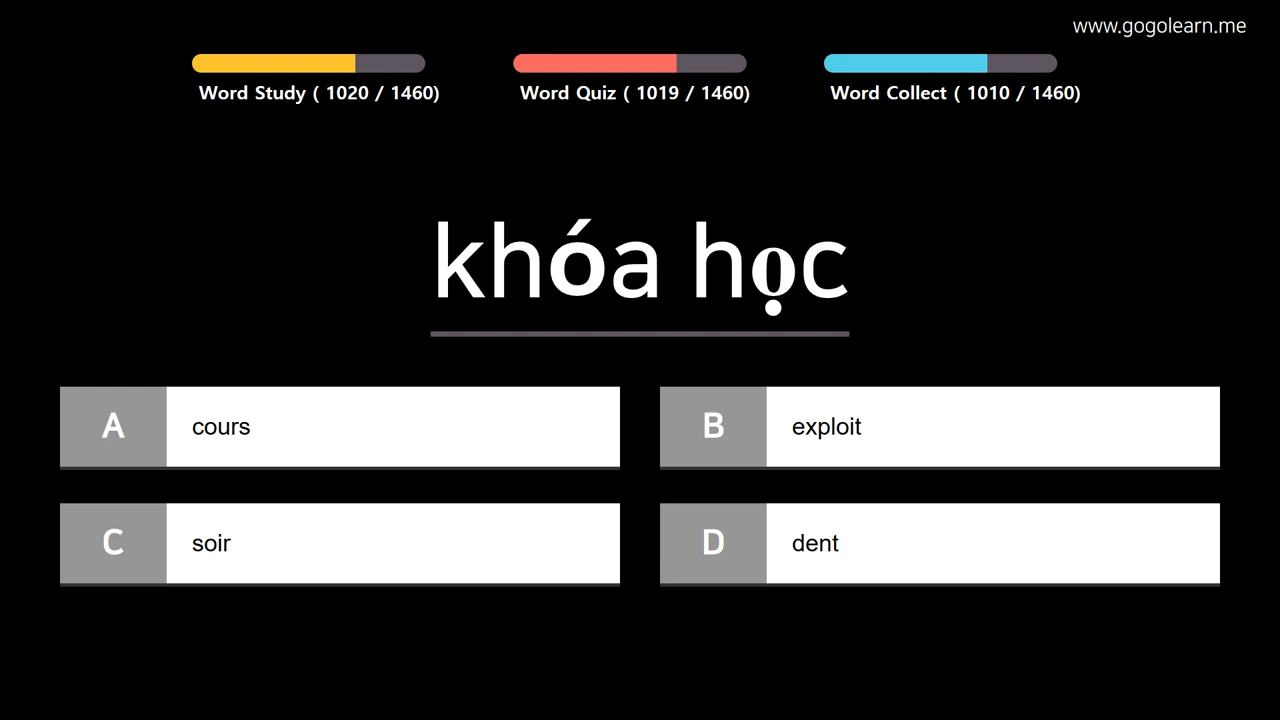 www.gogolearn.me
Word Study ( 1020 / 1460)
Word Quiz ( 1019 / 1460)
Word Collect ( 1010 / 1460)
khóa học
A cours
B exploit
C soir
D dent